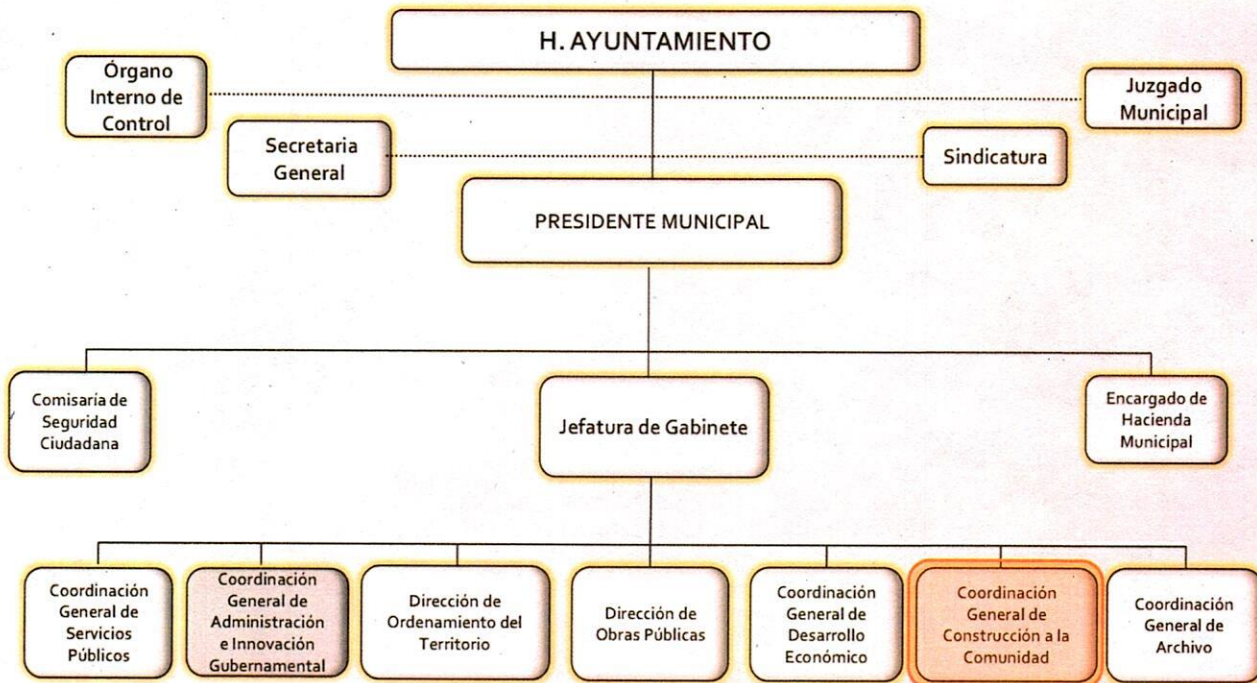 H. AYUNTAMIENTO
Órgano
Interno de
Control
Juzgado
Municipal
Secretaria
General
Sindicatura
PRESIDENTE MUNICIPAL
Comisaría de
Seguridad
Ciudadana
Jefatura de Gabinete
Encargado de
Hacienda
Municipal
Coordinación
General de
Servicios
Públicos
Coordinación
General de
Administración
e Innovación
Gubernamental
Dirección de
Ordenamiento del
Territorio
Dirección de
Obras Públicas
Coordinación
General de
Desarrollo
Económico
Coordinación
General de
Construcción a la
Comunidad
Coordinación
General de
Archivo